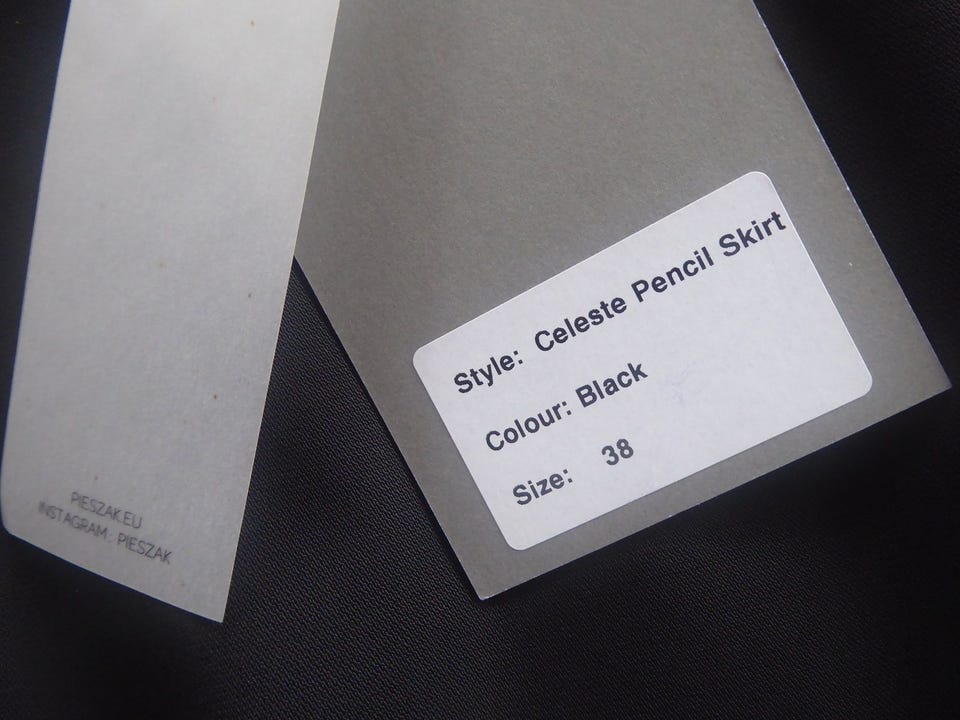 PIESZAK.EU
INSTAGRAM: PIESZAK
Style: Celeste Pencil Skirt
Colour: Black
Size: 38